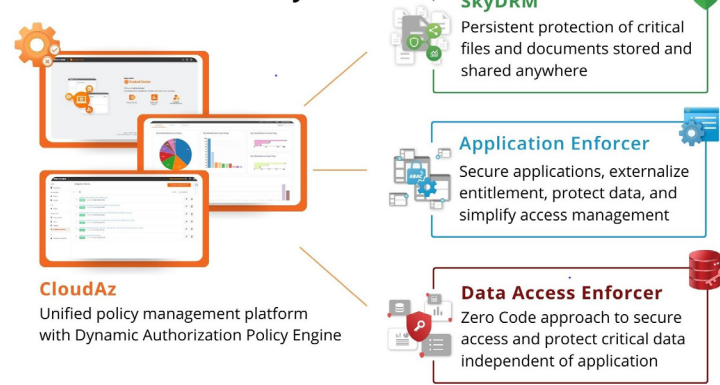 SkyDRM
Persistent protection of critical
files and documents stored and
shared anywhere
Application Enforcer
Secure applications, externalize
entitlement, protect data, and
simplify access management
ABAC
CloudAz
Unified policy management platform
with Dynamic Authorization Policy Engine
Data Access Enforcer
Zero Code approach to secure
access and protect critical data
independent of application